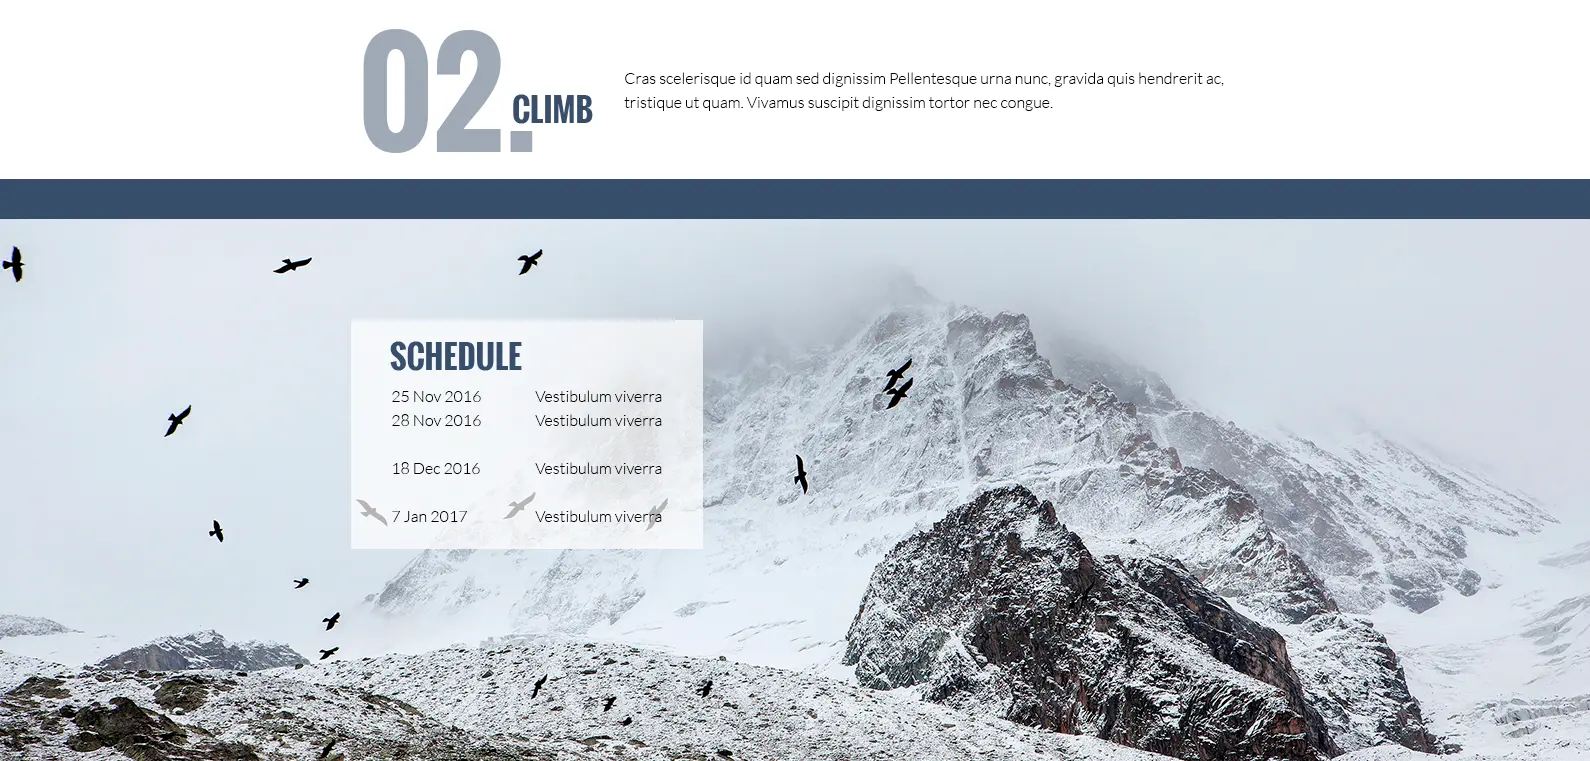 02.
CLIMB
Cras scelerisque id quam sed dignissim Pellentesque urna nunc, gravida quis hendrerit ac,
tristique ut quam. Vivamus suscipit dignissim tortor nec congue.
SCHEDULE
25 Nov 2016 Vestibulum viverra
28 Nov 2016 Vestibulum viverra
18 Dec 2016 Vestibulum viverra
7 Jan 2017 Vestibulum viverra